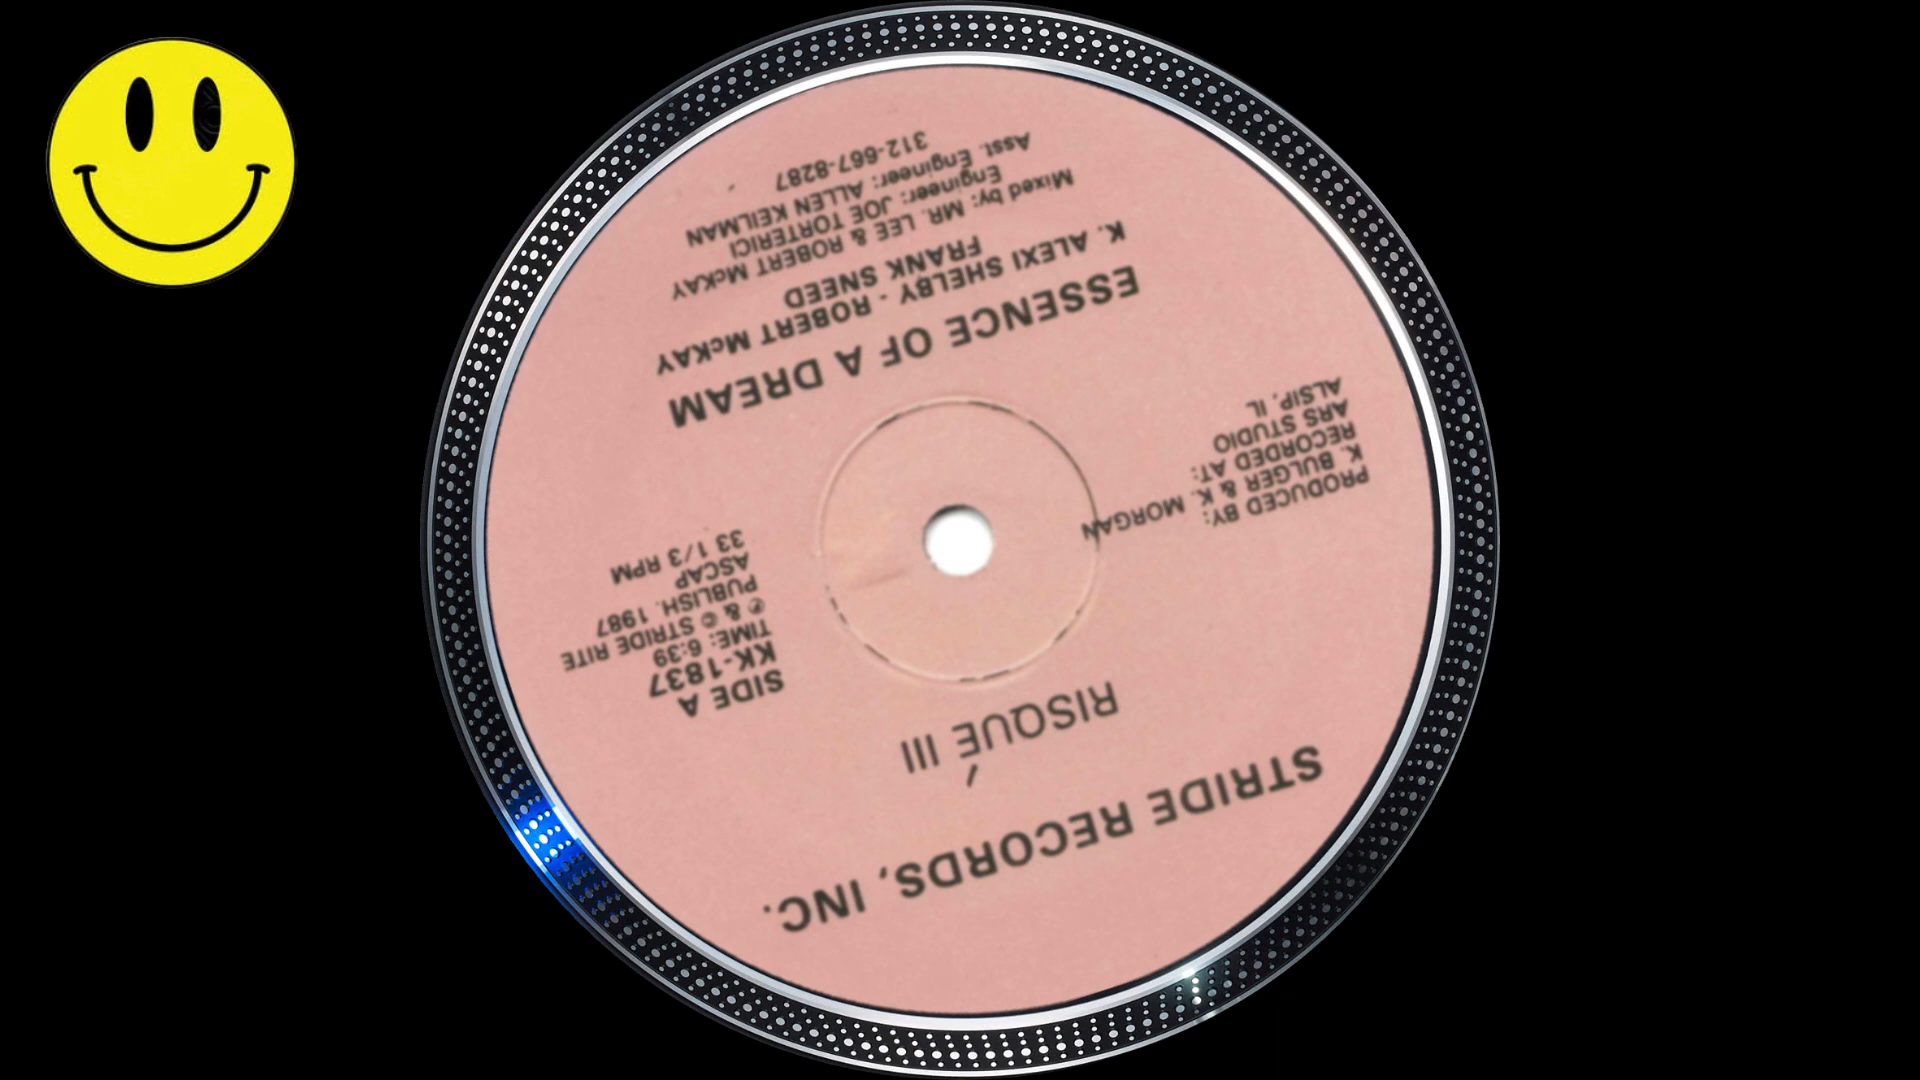 STRIDE RECORDS, INC.
RISQUÉ III
PRODUCED BY:
K. BULGER & K. MORGAN
RECORDED AT:
ARS STUDIO
ALSIP, IL
SIDE A
KK-1837
TIME: 6:39
℗ & © STRIDE RITE
PUBLISH. 1987
ASCAP
33 1/3 RPM
ESSENCE OF A DREAM
K. ALEXI SHELBY - ROBERT McKAY
FRANK SNEED
Mixed by: MR. LEE & ROBERT McKAY
Engineer: JOE TORTERICI
Asst. Engineer: ALLEN KEILMAN
312-667-8287